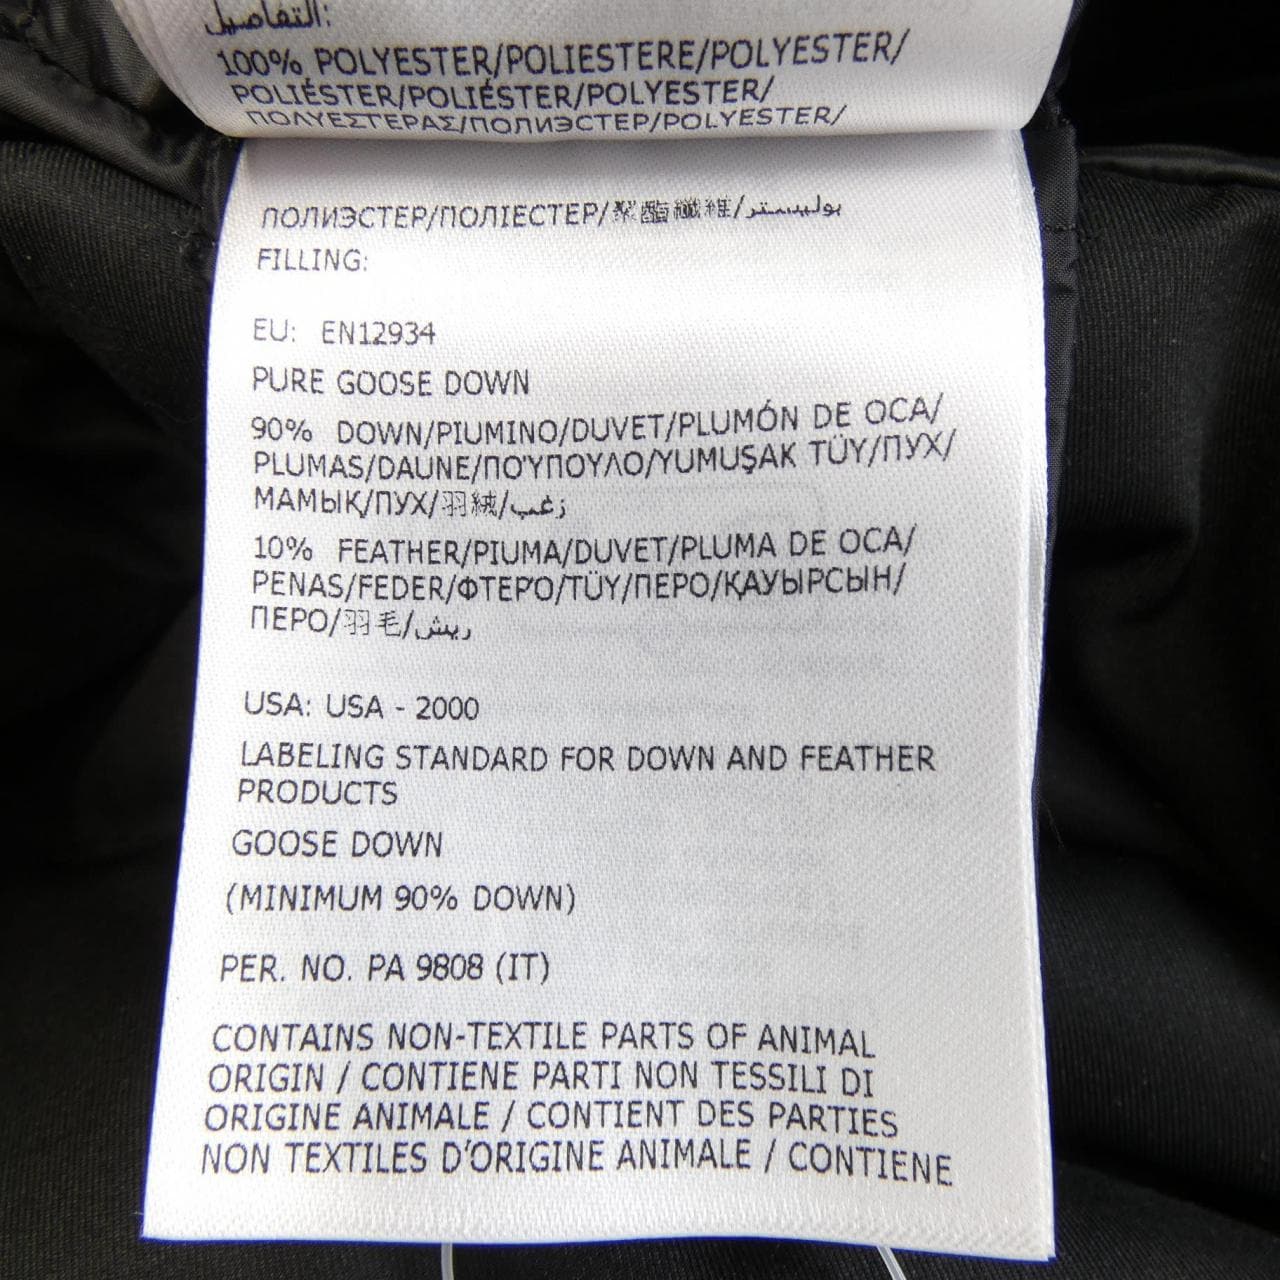 التفاصيل:
100% POLYESTER/POLIESTERE/POLYESTER/
POLIÉSTER/POLIÉSTER/POLYESTER/
ΠΟΛΥΕΣΤΕΡΑΣ/ПОЛИЭСТЕР/POLYESTER/
ПОЛИЭСТЕР/ПОЛІЕСТЕР/聚酯纖維/بوليستر
FILLING:
EU: EN12934
PURE GOOSE DOWN
90% DOWN/PIUMINO/DUVET/PLUMÓN DE OCA/
PLUMAS/DAUNE/ΠΟΎΠΟΥΛΟ/YUMUŞAK TÜY/ПУХ/
МАМЫҚ/ПУХ/羽絨/زغب
10% FEATHER/PIUMA/DUVET/PLUMA DE OCA/
PENAS/FEDER/ΦΤΕΡΌ/TÜY/ПЕРО/ҚАУЫРСЫН/
ПЕРО/羽毛/ريش
USA: USA - 2000
LABELING STANDARD FOR DOWN AND FEATHER
PRODUCTS
GOOSE DOWN
(MINIMUM 90% DOWN)
PER. NO. PA 9808 (IT)
CONTAINS NON-TEXTILE PARTS OF ANIMAL
ORIGIN / CONTIENE PARTI NON TESSILI DI
ORIGINE ANIMALE / CONTIENT DES PARTIES
NON TEXTILES D'ORIGINE ANIMALE / CONTIENE